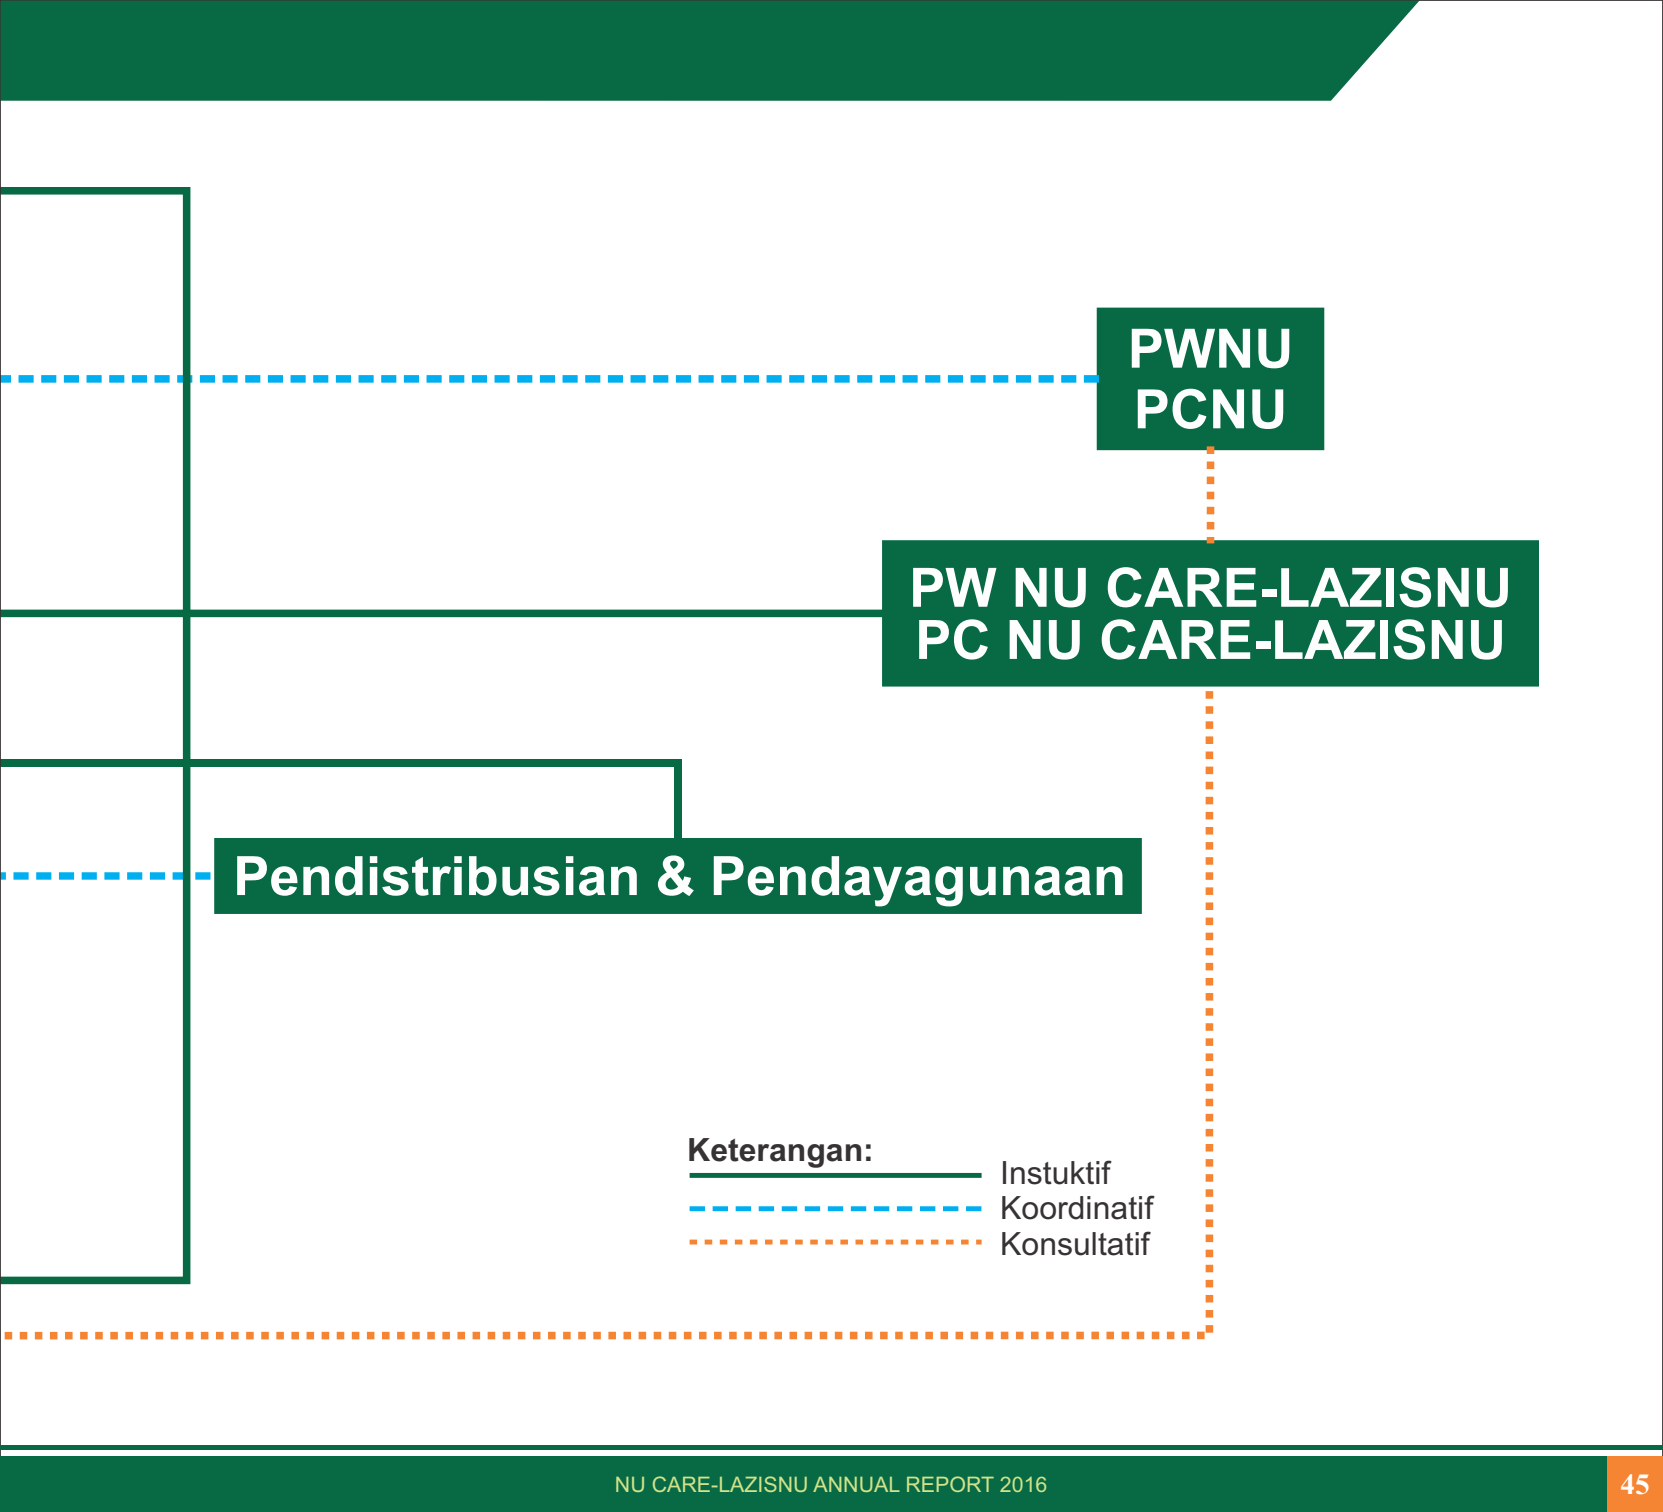 PWNU
PCNU
PW NU CARE-LAZISNU
PC NU CARE-LAZISNU
Pendistribusian & Pendayagunaan
Keterangan:
Instuktif
Koordinatif
Konsultatif
NU CARE-LAZISNU ANNUAL REPORT 2016
45